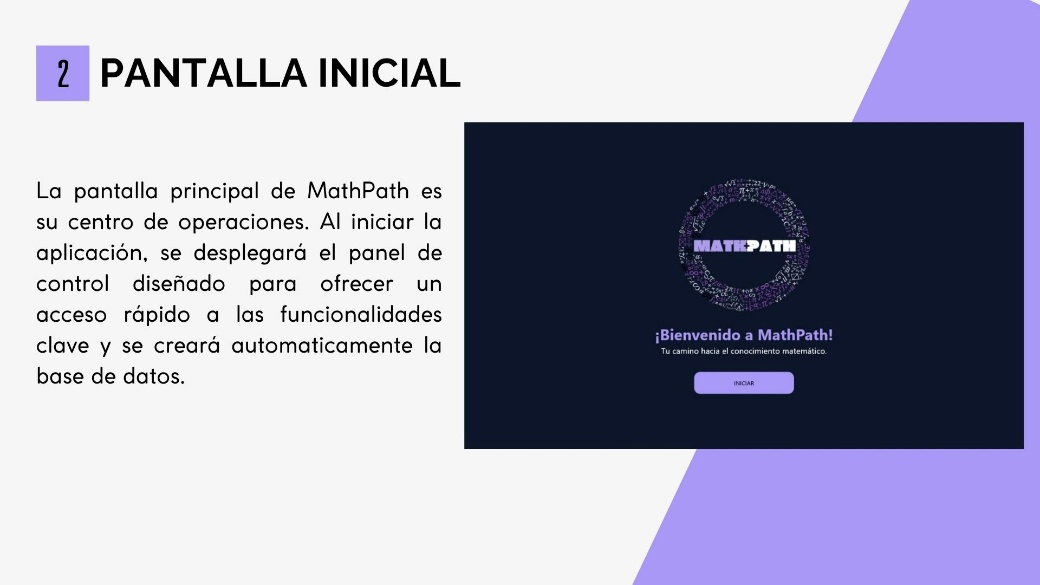 2 PANTALLA INICIAL
La pantalla principal de MathPath es
su centro de operaciones. Al iniciar la
aplicación, se desplegará el panel de
control diseñado para ofrecer un
acceso rápido a las funcionalidades
clave y se creará automaticamente la
base de datos.
MATHPATH
¡Bienvenido a MathPath!
Tu camino hacia el conocimiento matemático.
INICIAR